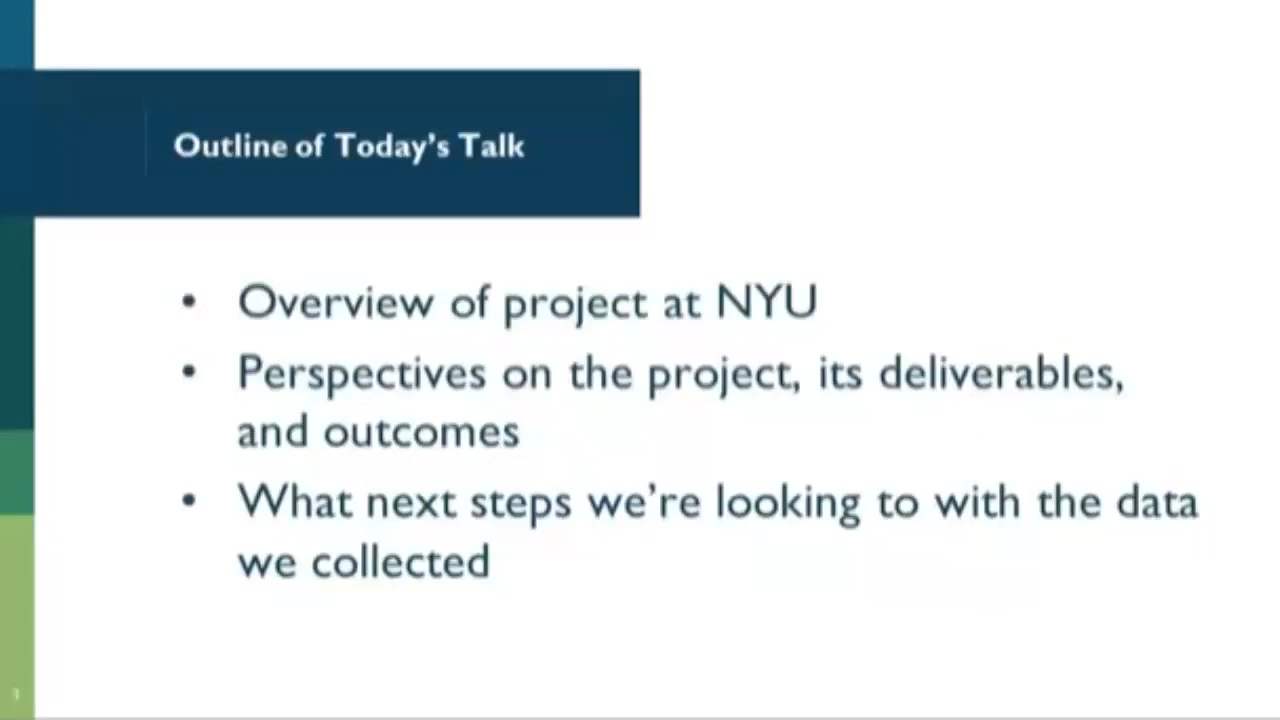 Outline of Today's Talk
• Overview of project at NYU
• Perspectives on the project, its deliverables,
and outcomes
• What next steps we're looking to with the data
we collected